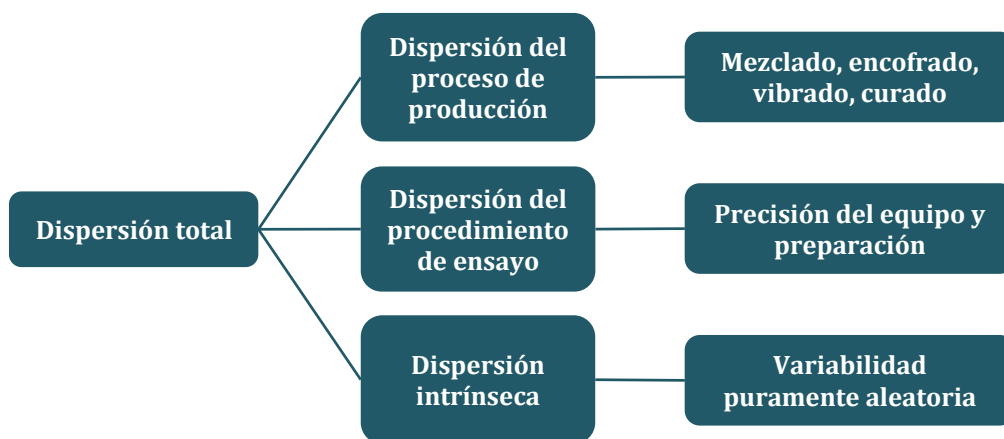 Dispersión total
Dispersión del
proceso de
producción
Mezclado, encofrado,
vibrado, curado
Dispersión del
procedimiento
de ensayo
Precisión del equipo y
preparación
Dispersión
intrínseca
Variabilidad
puramente aleatoria